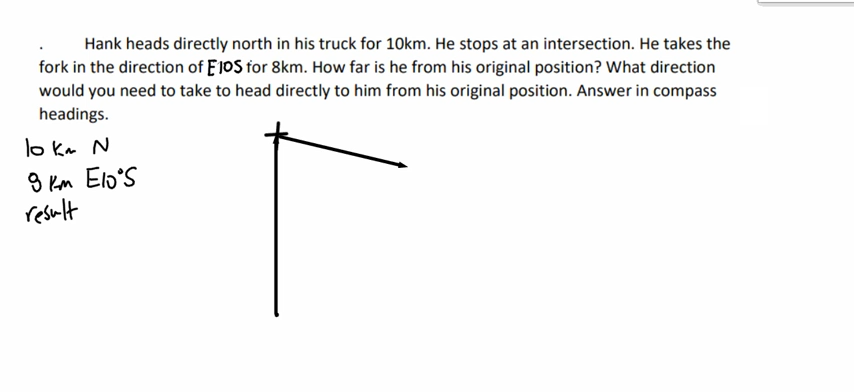 . Hank heads directly north in his truck for 10km. He stops at an intersection. He takes the
fork in the direction of E10S for 8km. How far is he from his original position? What direction
would you need to take to head directly to him from his original position. Answer in compass
headings.
10 km N
8 km E10°S
result